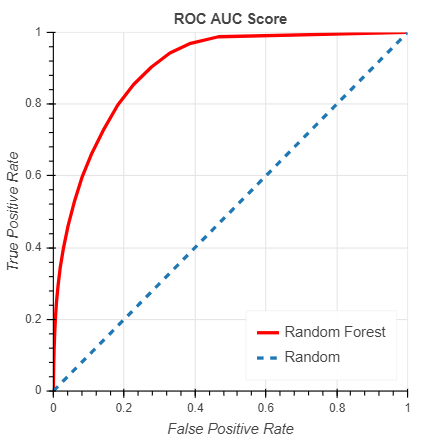 ROC AUC Score
True Positive Rate
1
0.8
0.6
0.4
0.2
0
0
0.2
0.4
0.6
0.8
1
Random Forest
Random
False Positive Rate